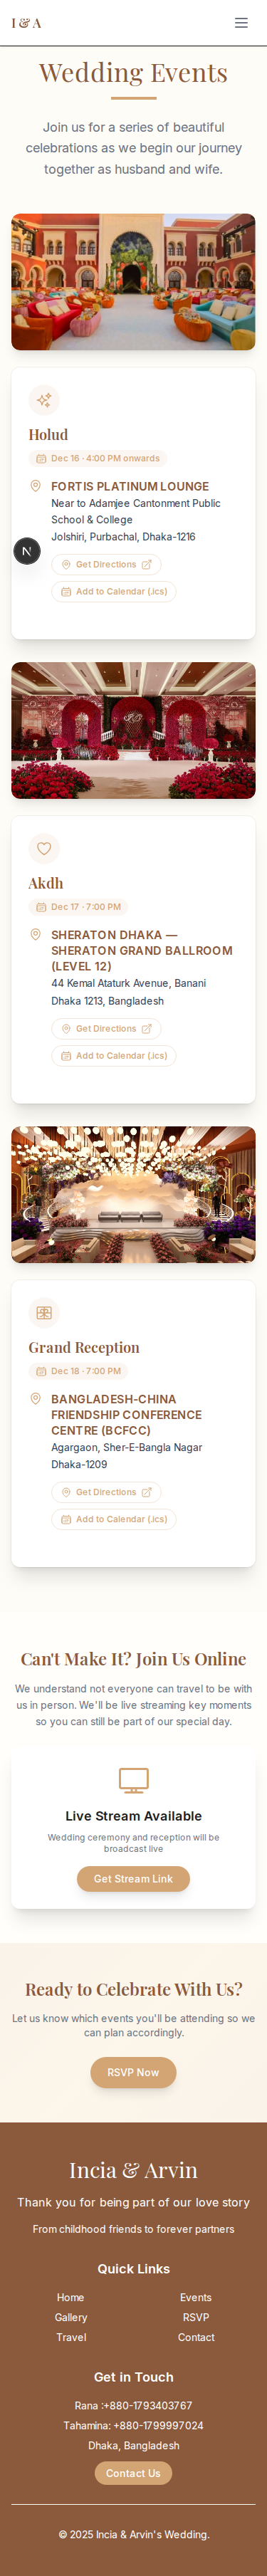 I & A
Wedding Events
Join us for a series of beautiful
celebrations as we begin our journey
together as husband and wife.
Holud
Dec 16 · 4:00 PM onwards
FORTIS PLATINUM LOUNGE
Near to Adamjee Cantonment Public
School & College
Jolshiri, Purbachal, Dhaka-1216
N
Get Directions
Add to Calendar (.ics)
Akdh
Dec 17 · 7:00 PM
SHERATON DHAKA —
SHERATON GRAND BALLROOM
(LEVEL 12)
44 Kemal Ataturk Avenue, Banani
Dhaka 1213, Bangladesh
Get Directions
Add to Calendar (.ics)
Grand Reception
Dec 18 · 7:00 PM
BANGLADESH-CHINA
FRIENDSHIP CONFERENCE
CENTRE (BCFCC)
Agargaon, Sher-E-Bangla Nagar
Dhaka-1209
Get Directions
Add to Calendar (.ics)
Can't Make It? Join Us Online
We understand not everyone can travel to be with
us in person. We'll be live streaming key moments
so you can still be part of our special day.
Live Stream Available
Wedding ceremony and reception will be
broadcast live
Get Stream Link
Ready to Celebrate With Us?
Let us know which events you'll be attending so we
can plan accordingly.
RSVP Now
Incia & Arvin
Thank you for being part of our love story
From childhood friends to forever partners
Quick Links
Home Events
Gallery RSVP
Travel Contact
Get in Touch
Rana :+880-1793403767
Tahamina: +880-1799997024
Dhaka, Bangladesh
Contact Us
© 2025 Incia & Arvin's Wedding.